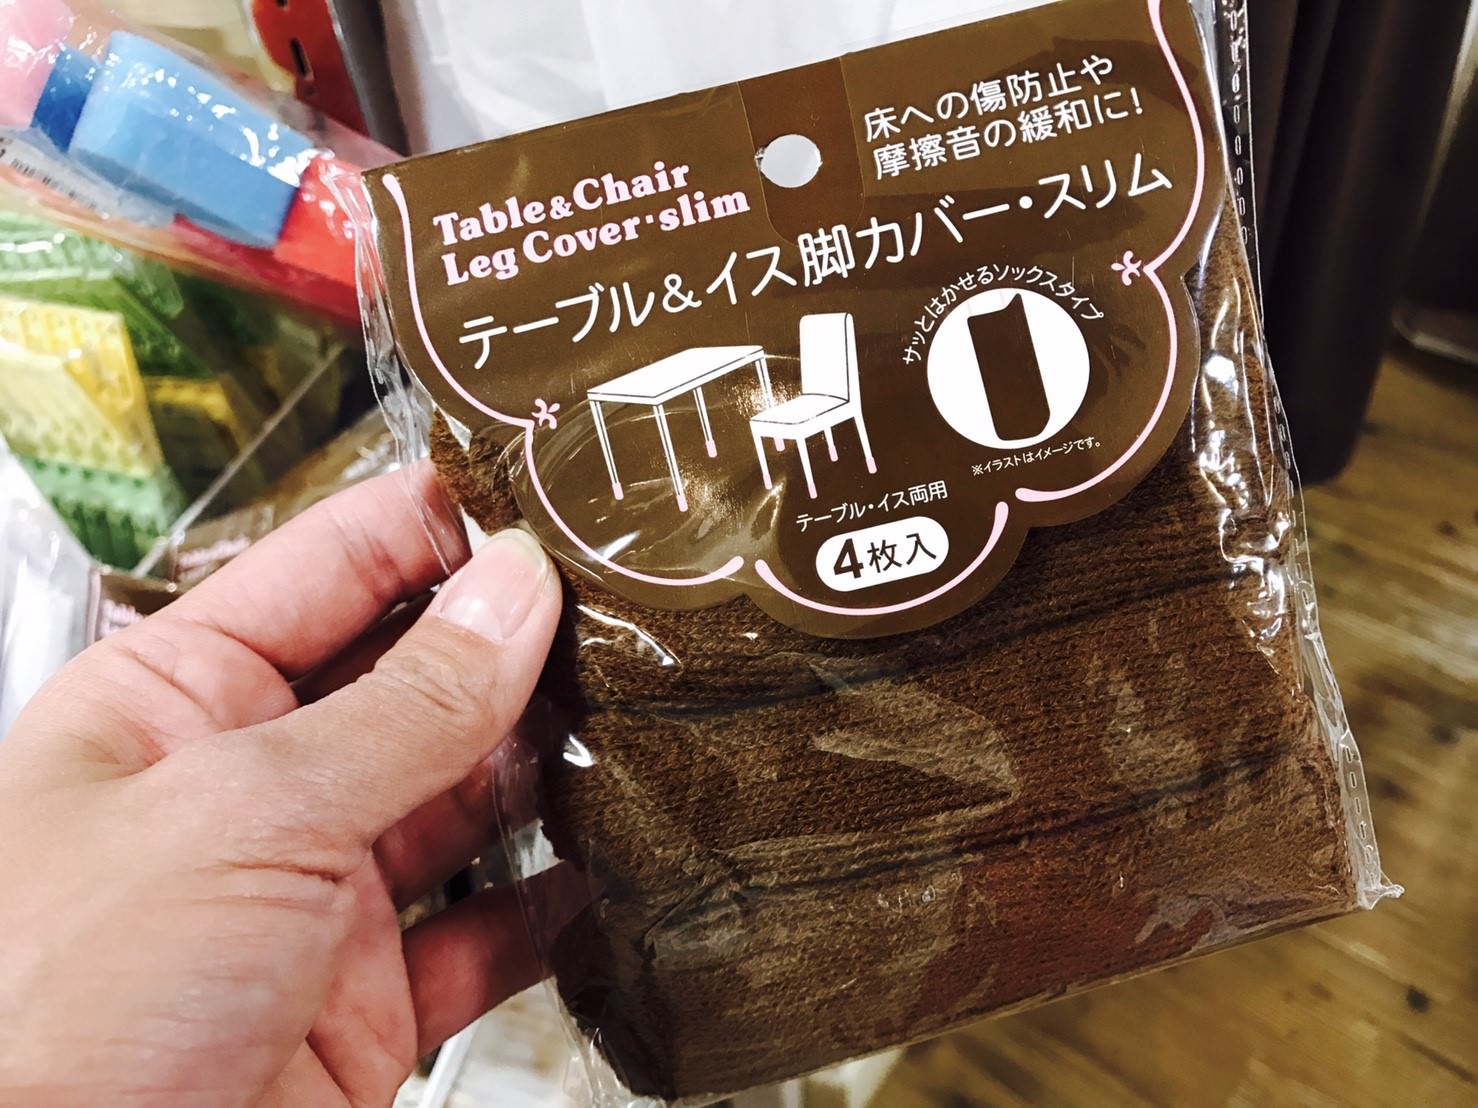 床への傷防止や
摩擦音の緩和に!
Table&Chair
Leg Cover・slim
テーブル&イス脚カバー・スリム
サッとはかせるソックスタイプ
※イラストはイメージです。
テーブル・イス両用
4枚入